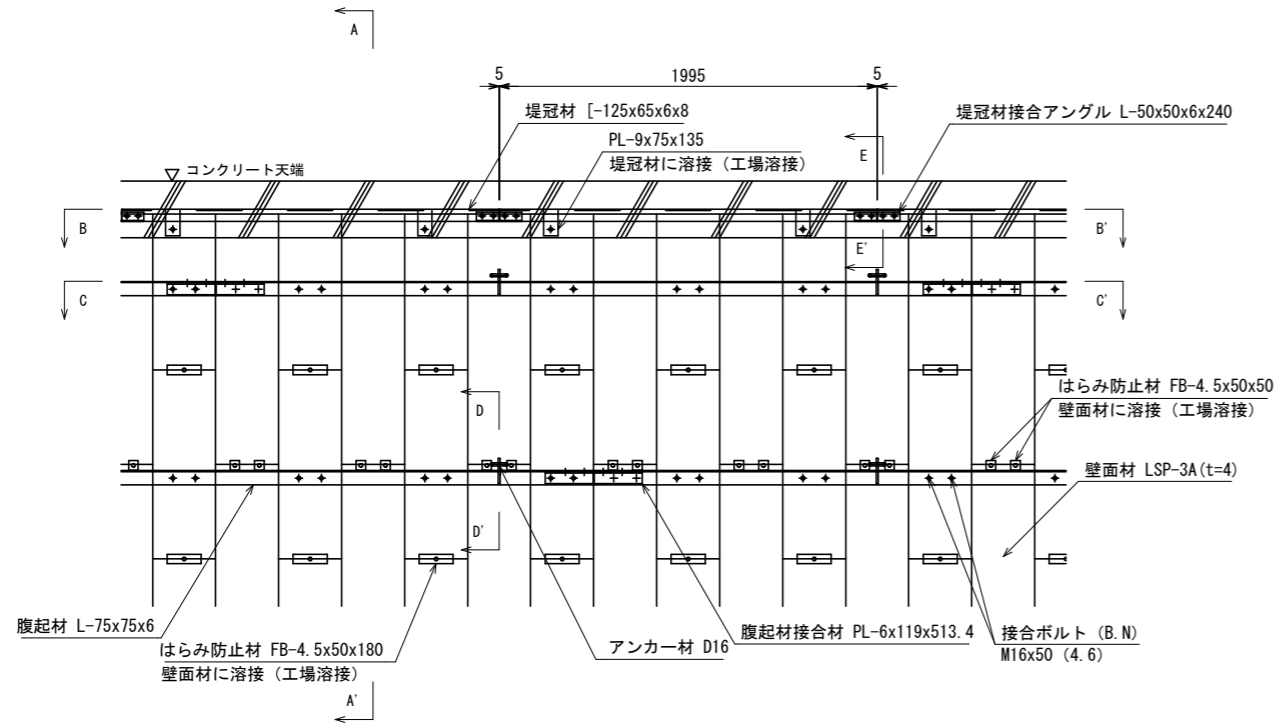 A
5
1995
5
堤冠材 [-125x65x6x8
堤冠材接合アングル L-50x50x6x240
PL-9x75x135
堤冠材に溶接（工場溶接）
E
コンクリート天端
B
B'
E'
C
C'
はらみ防止材 FB-4.5x50x50
壁面材に溶接（工場溶接）
D
壁面材 LSP-3A(t=4)
D'
腹起材 L-75x75x6
腹起材接合材 PL-6x119x513.4
接合ボルト (B.N)
M16x50 (4.6)
はらみ防止材 FB-4.5x50x180
壁面材に溶接（工場溶接）
アンカー材 D16
A'